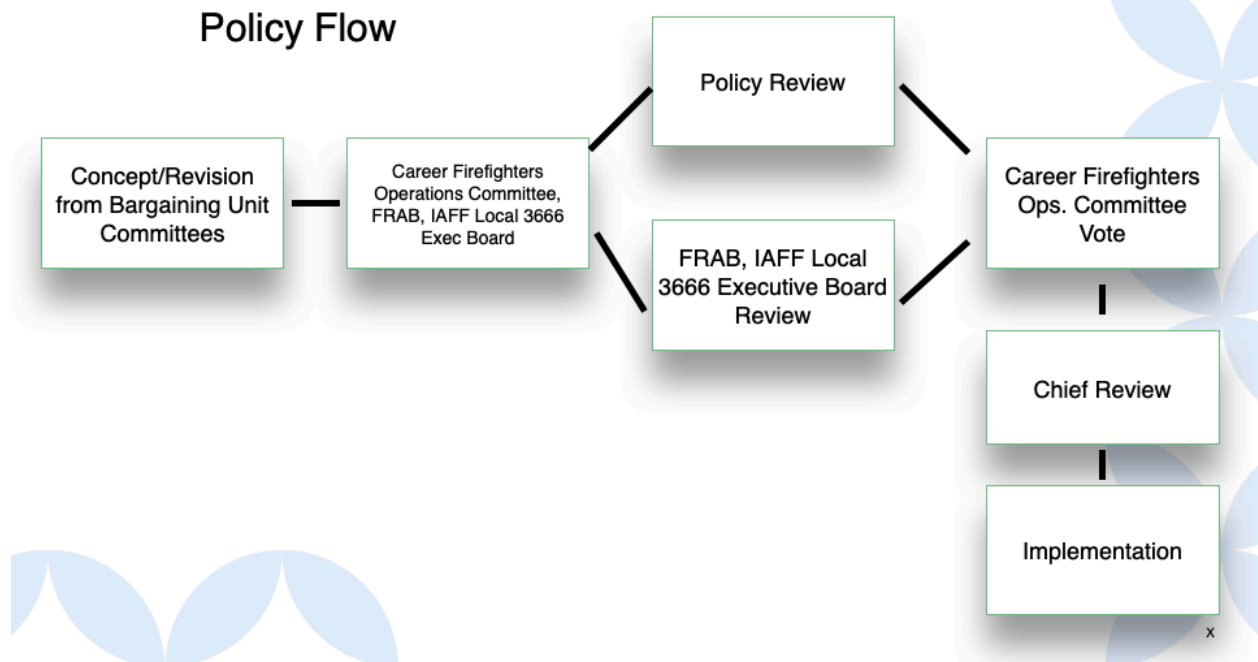 Policy Flow
Concept/Revision
from Bargaining Unit
Committees
Career Firefighters
Operations Committee,
FRAB, IAFF Local 3666
Exec Board
Policy Review
FRAB, IAFF Local
3666 Executive Board
Review
Career Firefighters
Ops. Committee
Vote
Chief Review
Implementation
x